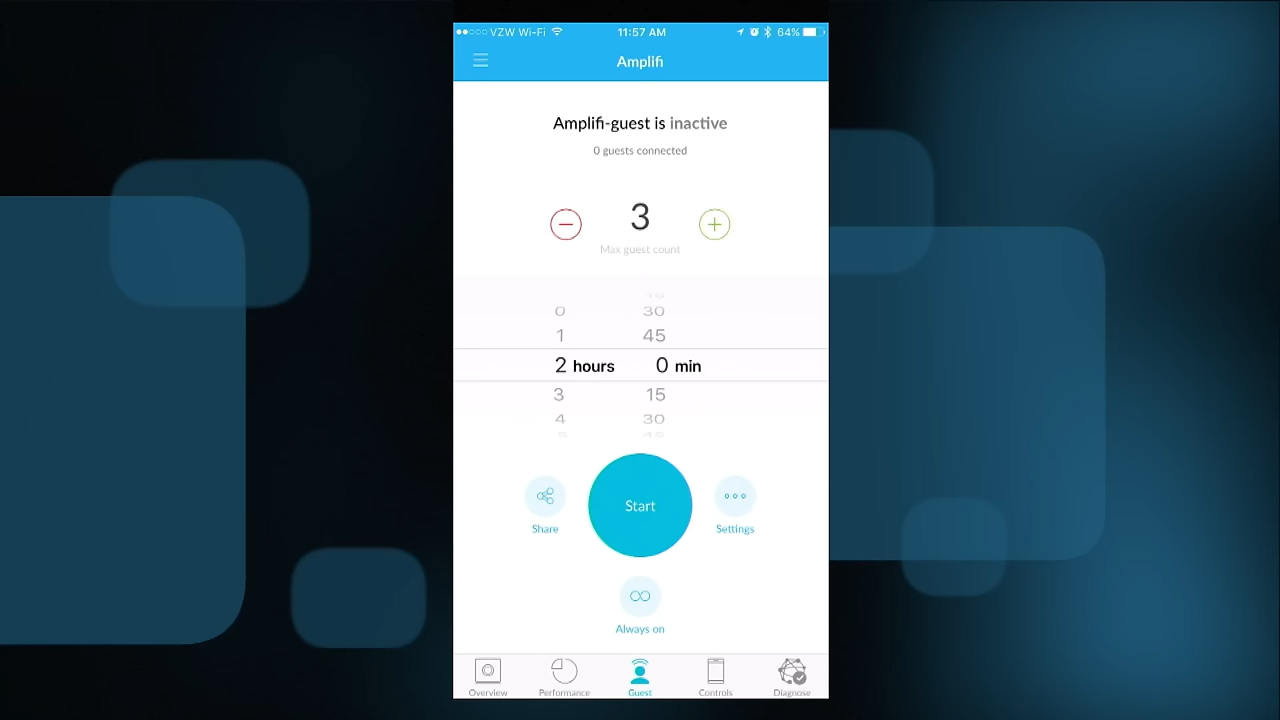 VZW Wi-Fi 11:57 AM 64%
Amplifi
Amplifi-guest is inactive
0 guests connected
3
Max guest count
0 30
1 45
2 hours 0 min
3 15
4 30
Start
Share
Settings
Always on
Overview Performance Guest Controls Diagnose